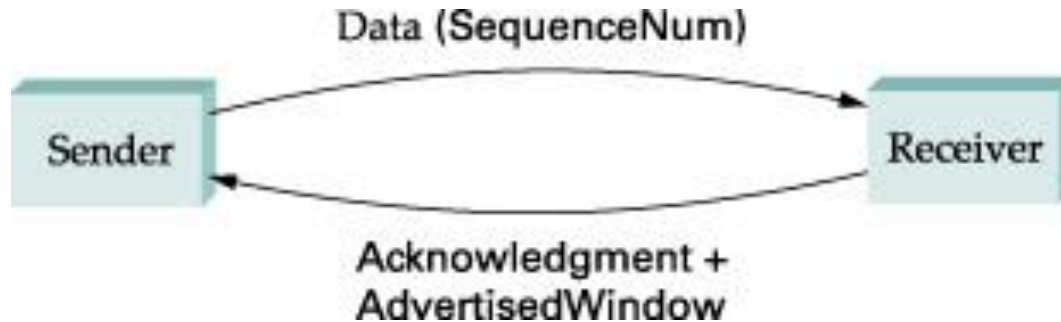 Data (SequenceNum)
Sender
Receiver
Acknowledgment +
AdvertisedWindow